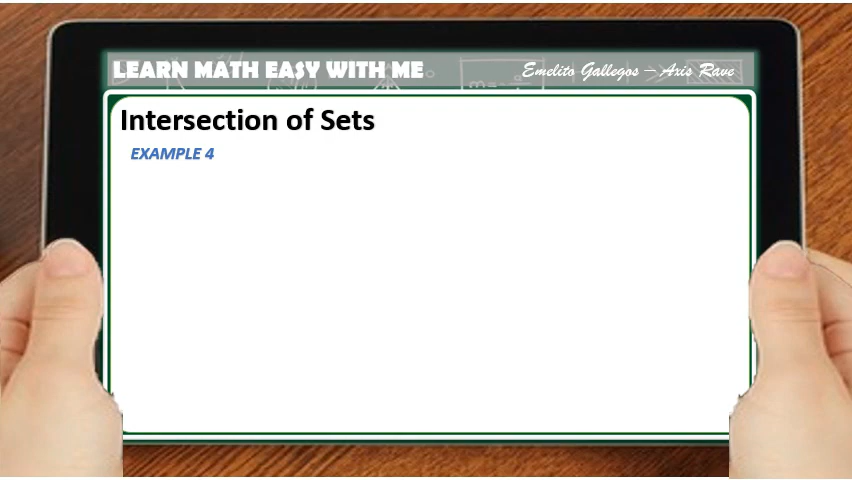 LEARN MATH EASY WITH ME
Emelito Gallegos – Axis Rave
Intersection of Sets
EXAMPLE 4